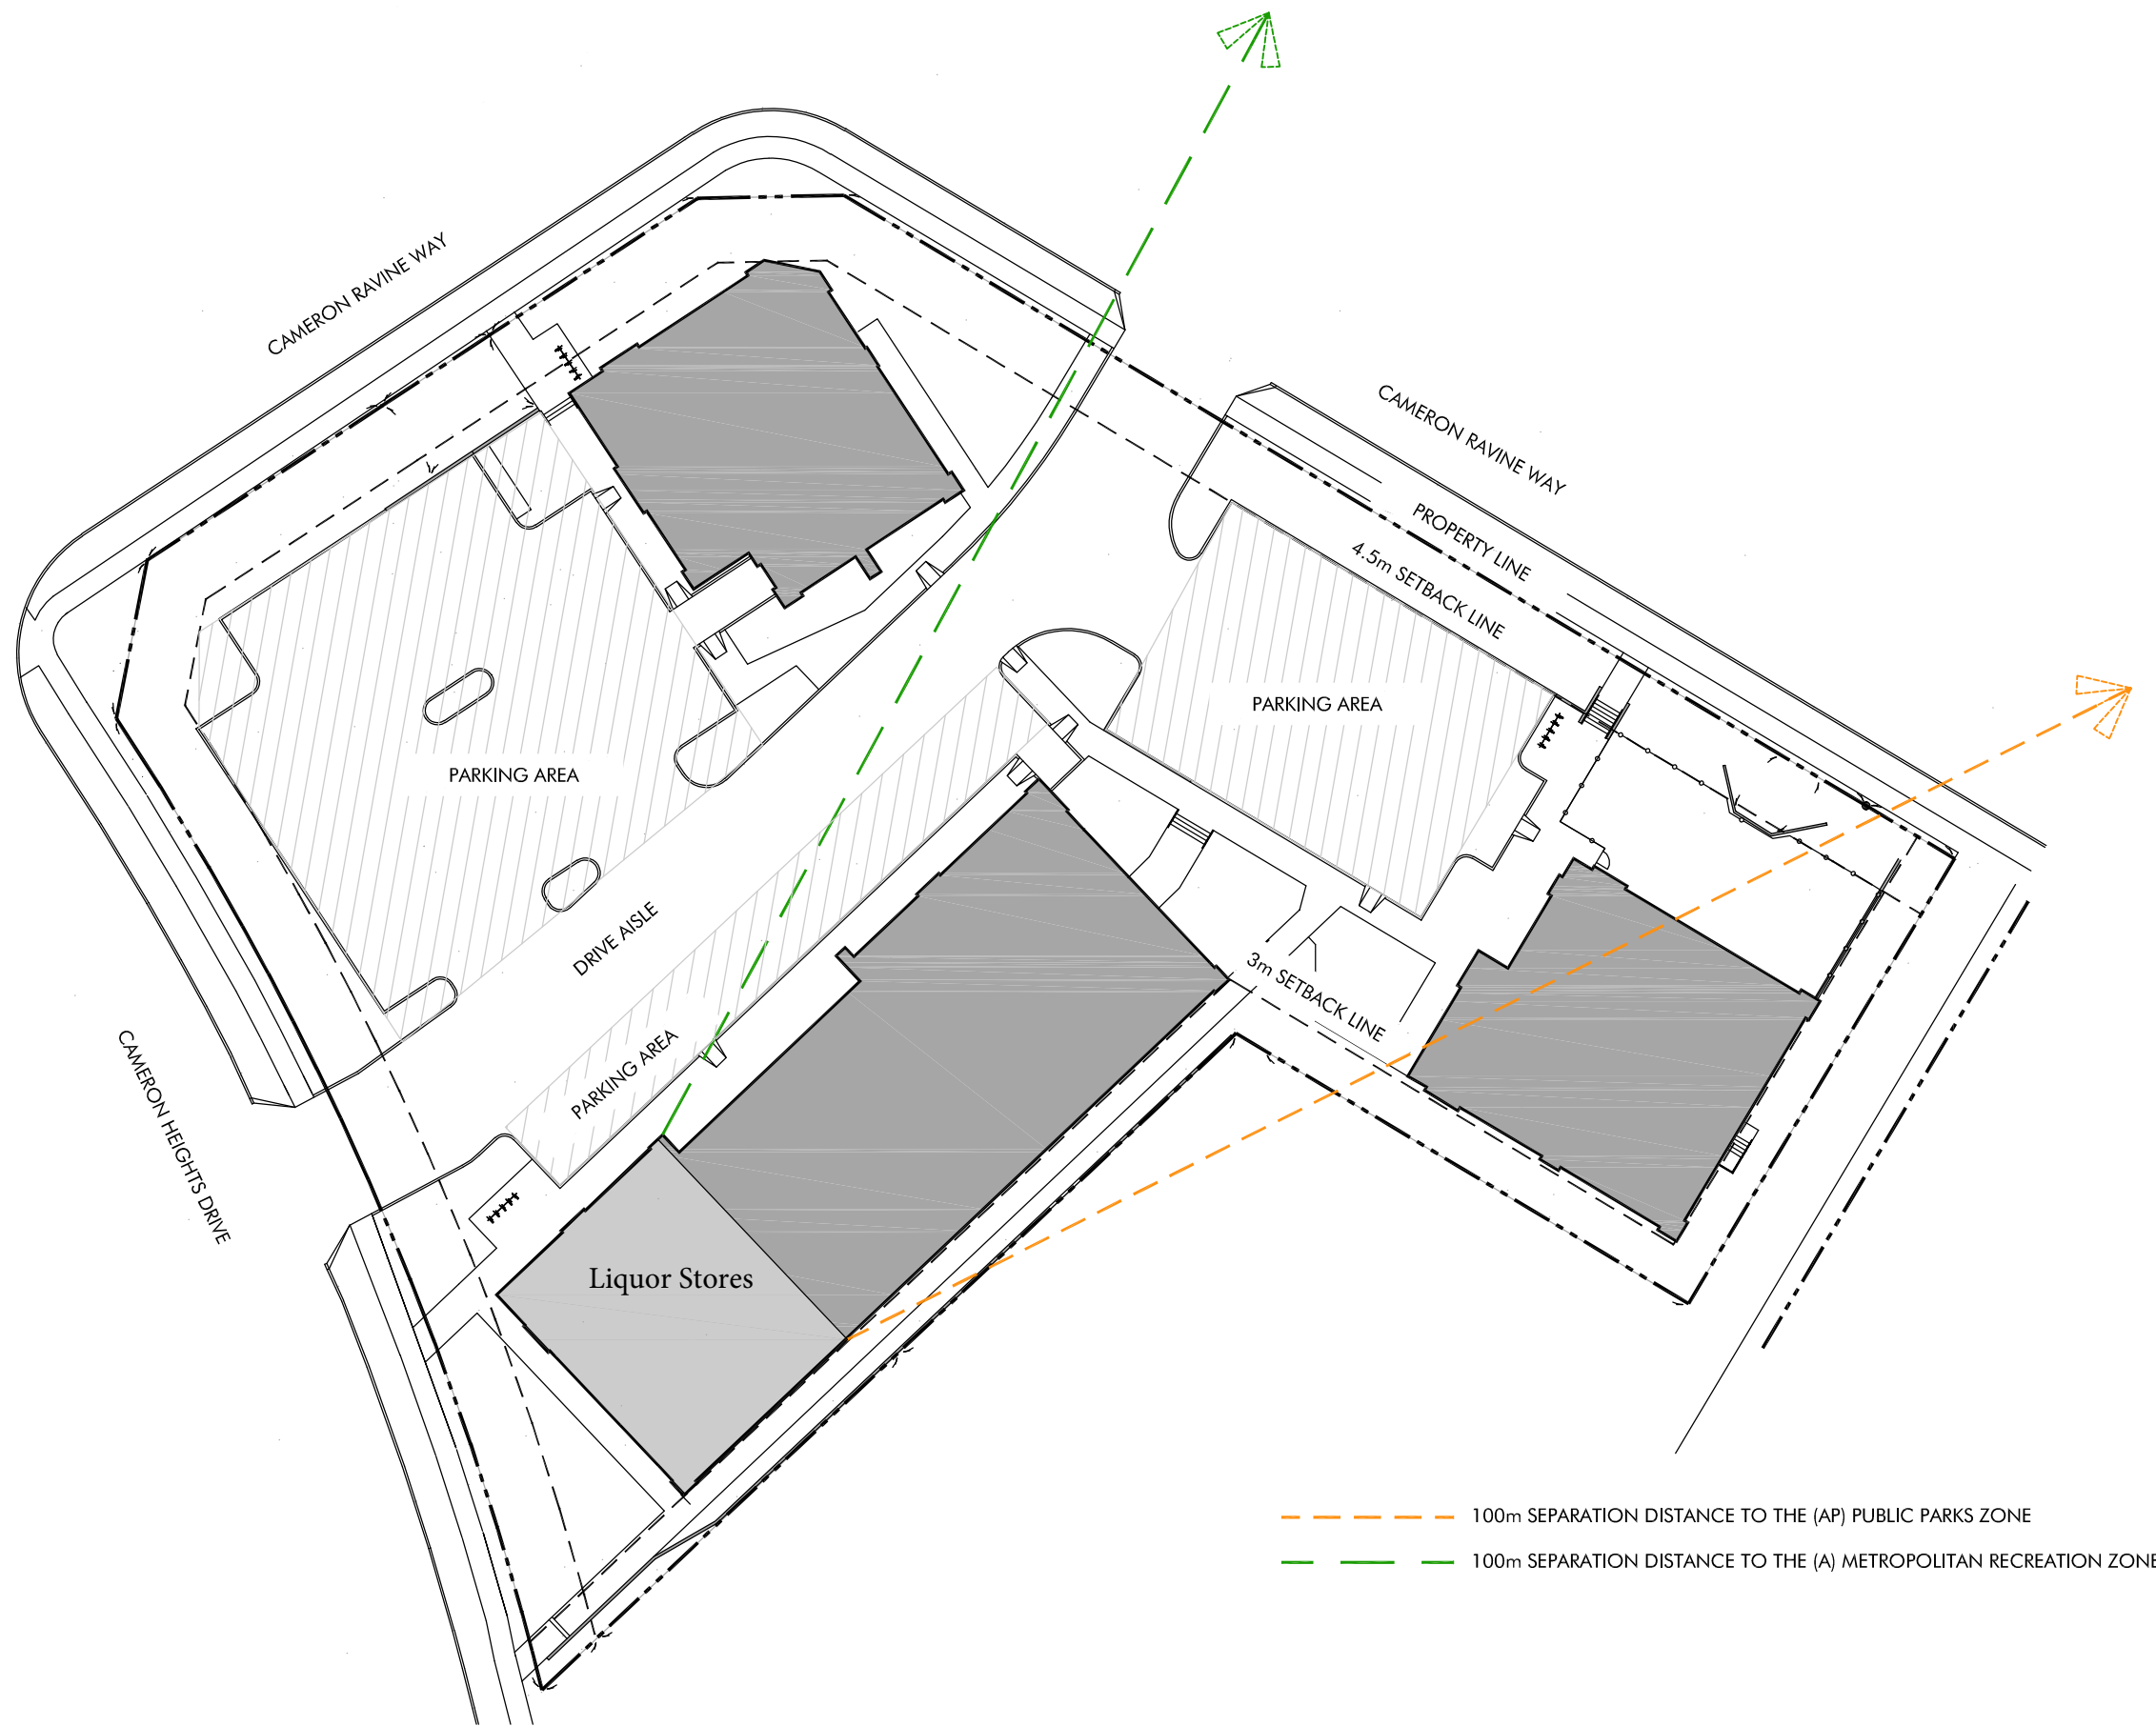 CAMERON RAVINE WAY
CAMERON RAVINE WAY
PROPERTY LINE
4.5m SETBACK LINE
PARKING AREA
PARKING AREA
DRIVE AISLE
3m SETBACK LINE
PARKING AREA
CAMERON HEIGHTS DRIVE
Liquor Stores
100m SEPARATION DISTANCE TO THE (AP) PUBLIC PARKS ZONE
100m SEPARATION DISTANCE TO THE (A) METROPOLITAN RECREATION ZONE